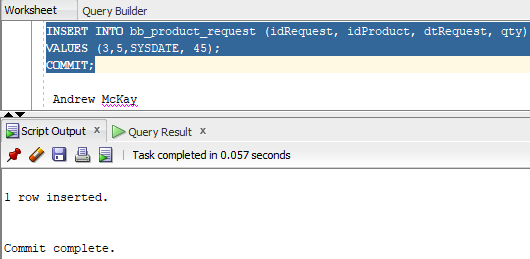 Worksheet Query Builder
INSERT INTO bb_product_request (idRequest, idProduct, dtRequest, qty)
VALUES (3,5,SYSDATE, 45);
COMMIT;
Andrew McKay
Script Output x Query Result x
Task completed in 0.057 seconds
1 row inserted.
Commit complete.